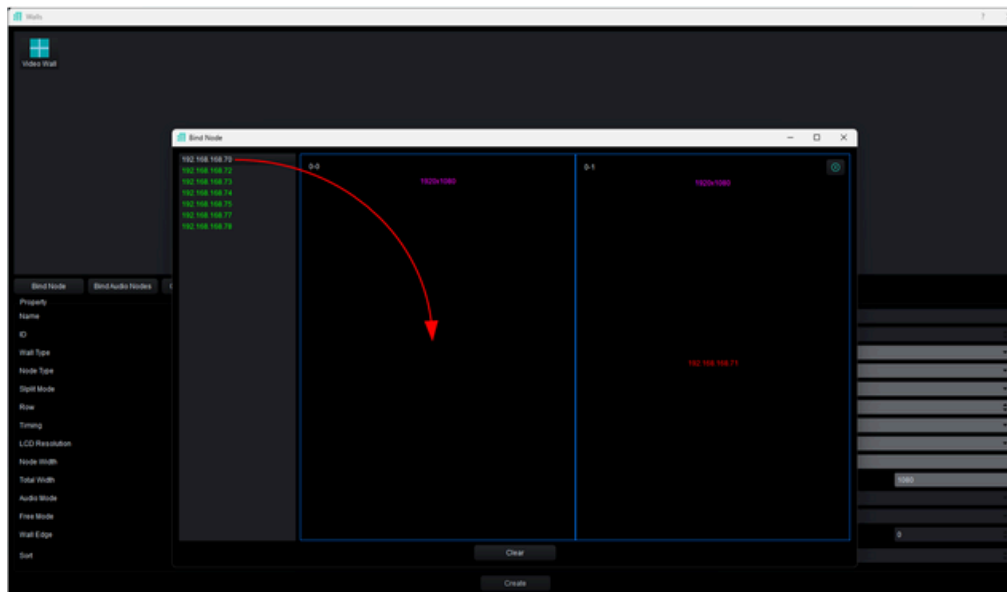 Walls
?
Video Wall
Bind Node
192.168.168.70
192.168.168.72
192.168.168.73
192.168.168.74
192.168.168.75
192.168.168.77
192.168.168.78
0-0
1920x1080
0-1
1920x1080
192.168.168.71
Clear
Bind Node
Bind Audio Nodes
Property
Name
ID
Wall Type
Node Type
Split Mode
Row
Timing
LCD Resolution
Node Width
Total Width
1080
Audio Mode
Free Mode
Wall Edge
0
Sort
Create